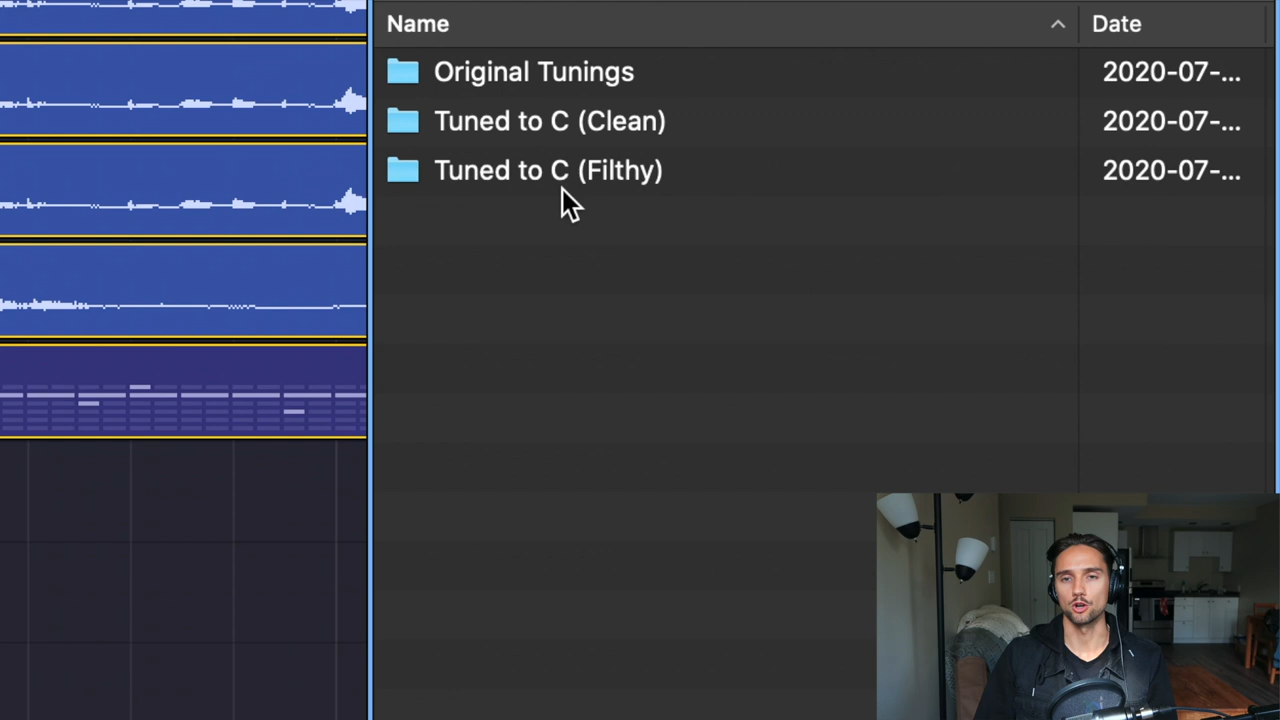 Name Date
Original Tunings 2020-07-...
Tuned to C (Clean) 2020-07-...
Tuned to C (Filthy) 2020-07-...